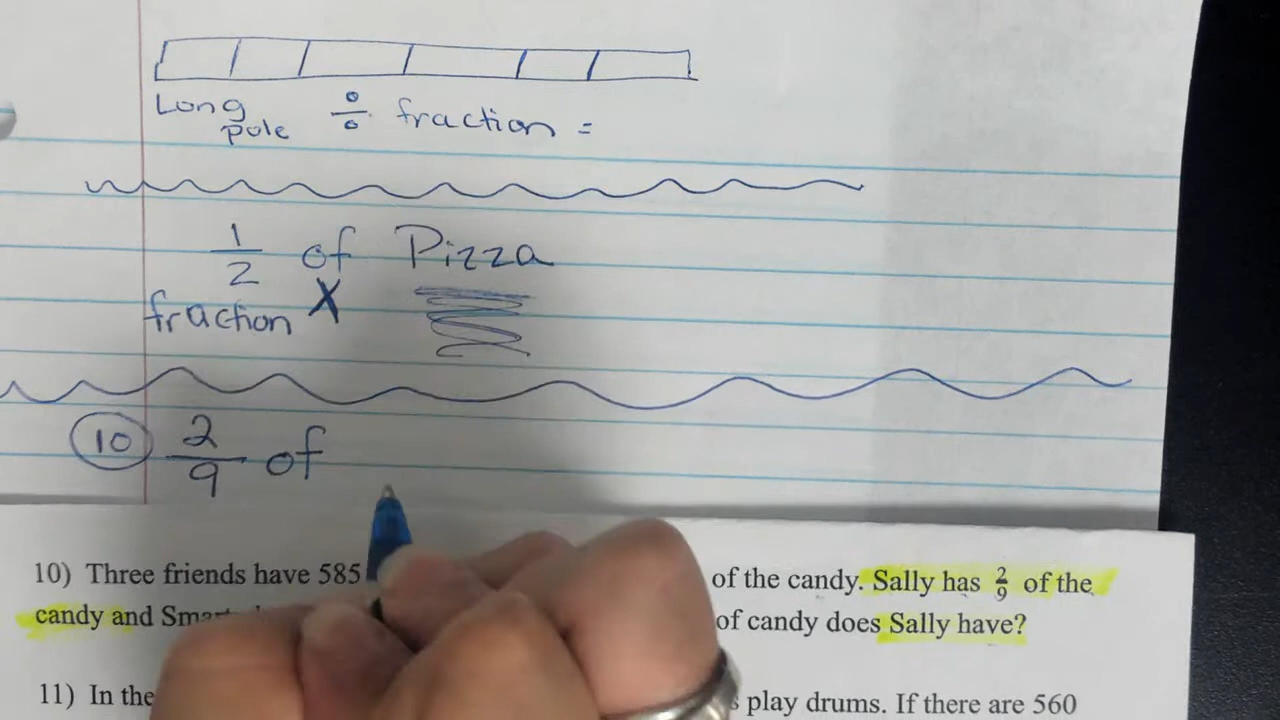 Long
pole ÷ fraction =
1/2 of Pizza
fraction X
10 2/9 of
10) Three friends have 585 of the candy. Sally has 2/9 of the
candy and of candy does Sally have?
11) In the play drums. If there are 560